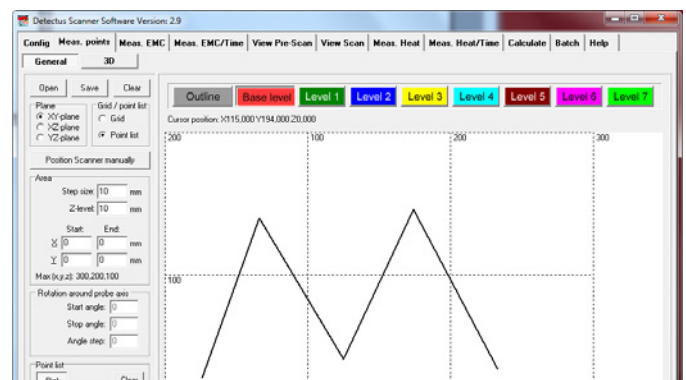 Detectus Scanner Software Version: 2.9
Config Meas. points Meas. EMC Meas. EMC/Time View Pre-Scan View Scan Meas. Heat Meas. Heat/Time Calculate Batch Help
General 3D
Open Save Clear
Outline Base level Level 1 Level 2 Level 3 Level 4 Level 5 Level 6 Level 7
Plane
XY-plane
XZ-plane
YZ-plane
Grid / point list
Grid
Point list
Cursor position: X115,000 Y194,000 Z0,000
200 100 200 300
100
Position Scanner manually
Area
Step size: 10 mm
Z-level: 10 mm
Start: End:
X 0 0 mm
Y 0 0 mm
Max (x,y,z): 300,200,100
Rotation around probe axis
Start angle: 0
Stop angle: 0
Angle step: 0
Point list
Clear